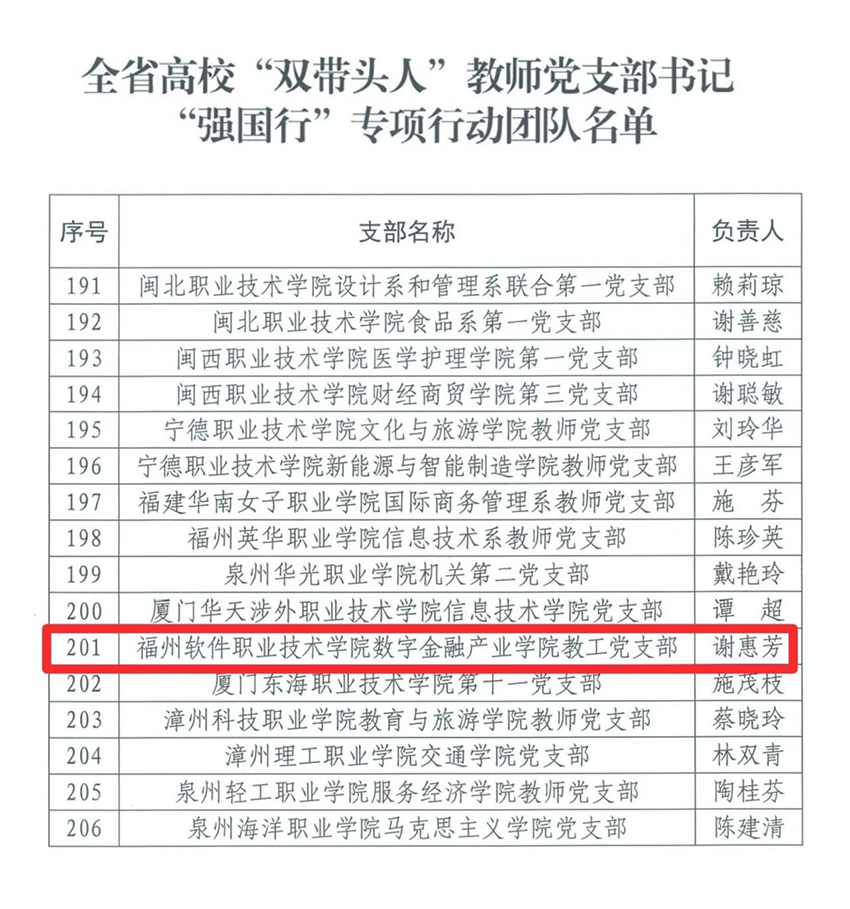 全省高校“双带头人”教师党支部书记
“强国行”专项行动团队名单
序号 支部名称 负责人
191 闽北职业技术学院设计系和管理系联合第一党支部 赖莉琼
192 闽北职业技术学院食品系第一党支部 谢善慈
193 闽西职业技术学院医学护理学院第一党支部 钟晓虹
194 闽西职业技术学院财经商贸学院第三党支部 谢聪敏
195 宁德职业技术学院文化与旅游学院教师党支部 刘玲华
196 宁德职业技术学院新能源与智能制造学院教师党支部 王彦军
197 福建华南女子职业学院国际商务管理系教师党支部 施 芬
198 福州英华职业学院信息技术系教师党支部 陈珍英
199 泉州华光职业学院机关第二党支部 戴艳玲
200 厦门华天涉外职业技术学院信息技术学院党支部 谭 超
201 福州软件职业技术学院数字金融产业学院教工党支部 谢惠芳
202 厦门东海职业技术学院第十一党支部 施茂枝
203 漳州科技职业学院教育与旅游学院教师党支部 蔡晓玲
204 漳州理工职业学院交通学院党支部 林双青
205 泉州轻工职业学院服务经济学院教师党支部 陶桂芬
206 泉州海洋职业学院马克思主义学院党支部 陈建清